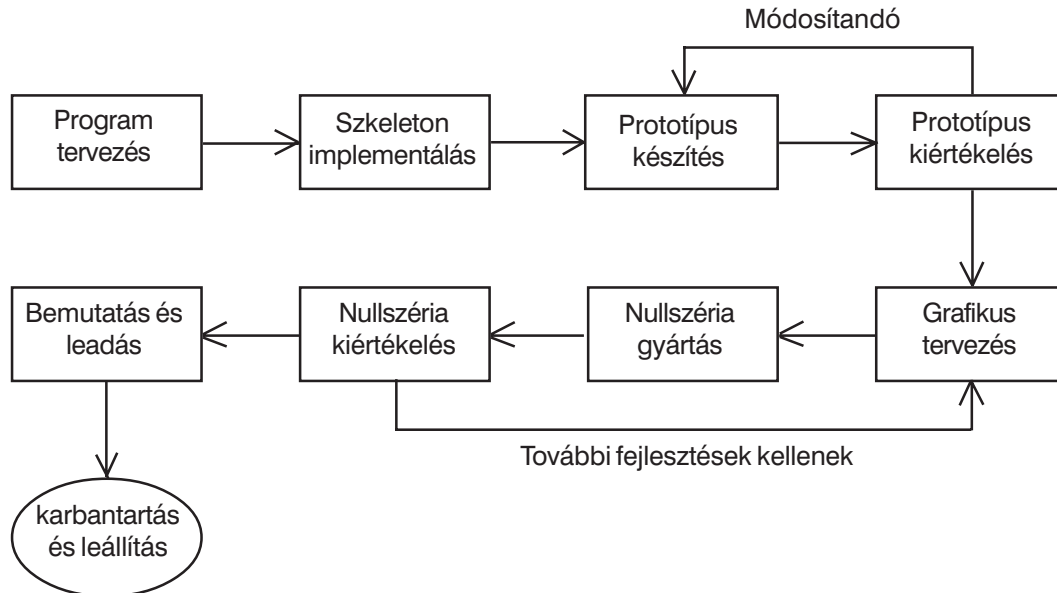 Módosítandó
Program
tervezés
Szkeleton
implementálás
Prototípus
készítés
Prototípus
kiértékelés
Bemutatás és
leadás
Nullszéria
kiértékelés
Nullszéria
gyártás
Grafikus
tervezés
További fejlesztések kellenek
karbantartás
és leállítás